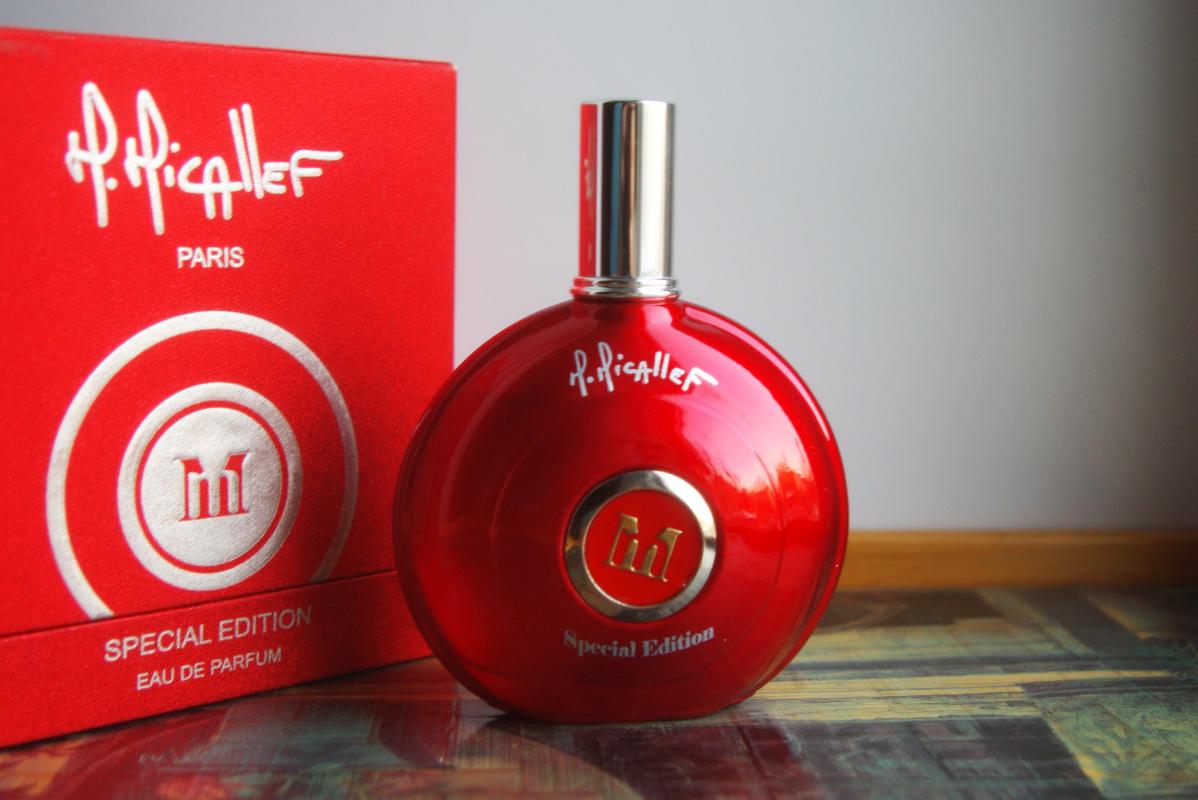 M. Micallef
PARIS
M
SPECIAL EDITION
EAU DE PARFUM
M. Micallef
M
Special Edition